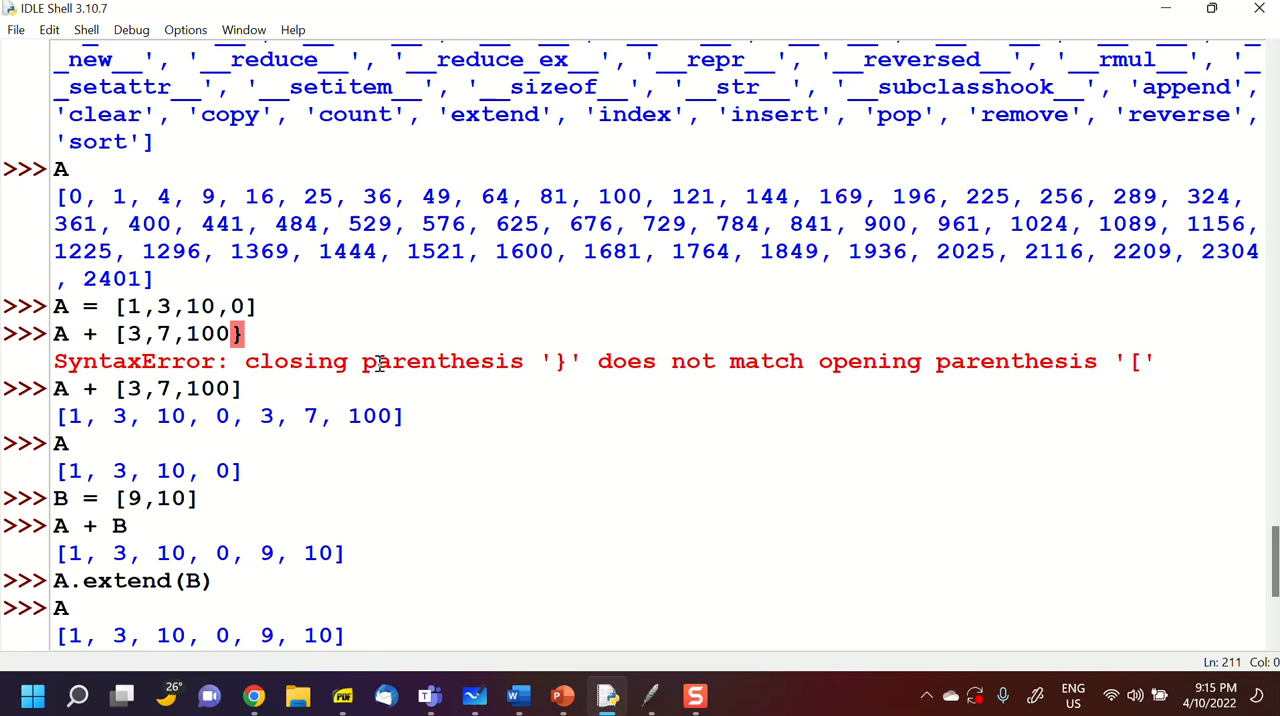 IDLE Shell 3.10.7
File Edit Shell Debug Options Window Help
_new__', '__reduce__', '__reduce_ex__', '__repr__', '__reversed__', '__rmul__', '_
_setattr__', '__setitem__', '__sizeof__', '__str__', '__subclasshook__', 'append',
'clear', 'copy', 'count', 'extend', 'index', 'insert', 'pop', 'remove', 'reverse',
'sort']
>>> A
[0, 1, 4, 9, 16, 25, 36, 49, 64, 81, 100, 121, 144, 169, 196, 225, 256, 289, 324,
361, 400, 441, 484, 529, 576, 625, 676, 729, 784, 841, 900, 961, 1024, 1089, 1156,
1225, 1296, 1369, 1444, 1521, 1600, 1681, 1764, 1849, 1936, 2025, 2116, 2209, 2304
, 2401]
>>> A = [1,3,10,0]
>>> A + [3,7,100}
SyntaxError: closing parenthesis '}' does not match opening parenthesis '['
>>> A + [3,7,100]
[1, 3, 10, 0, 3, 7, 100]
>>> A
[1, 3, 10, 0]
>>> B = [9,10]
>>> A + B
[1, 3, 10, 0, 9, 10]
>>> A.extend(B)
>>> A
[1, 3, 10, 0, 9, 10]
Ln: 211 Col: 0
26°
PDF
ENG
US
9:15 PM
4/10/2022